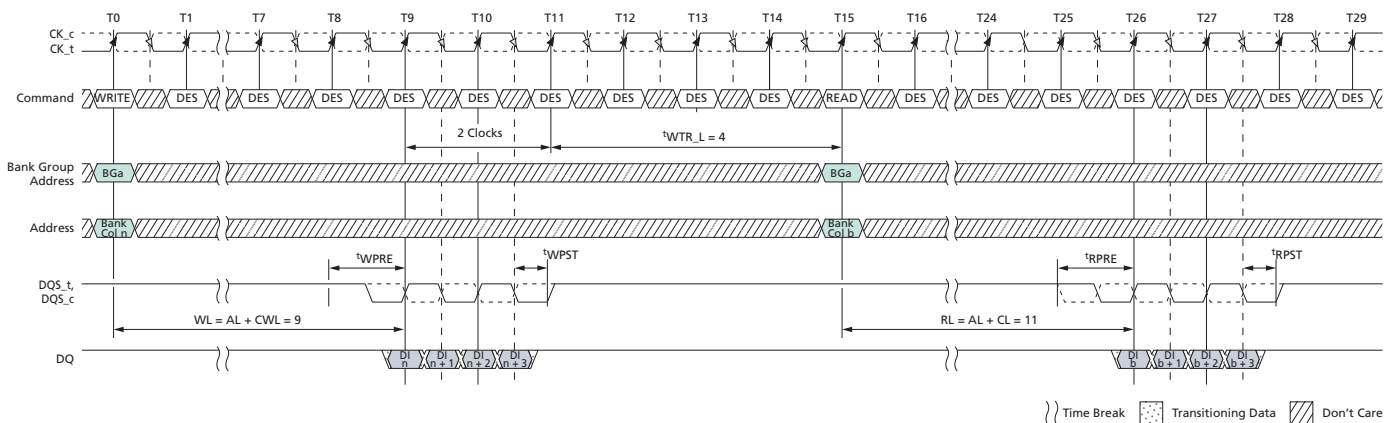 T0 T1 T7 T8 T9 T10 T11 T12 T13 T14 T15 T16 T24 T25 T26 T27 T28 T29
CK_c
CK_t
Command WRITE DES DES DES DES DES DES DES DES DES READ DES DES DES DES DES DES DES
2 Clocks tWTR_L = 4
Bank Group
Address
BGa BGa
Address
Bank
Col n
Bank
Col b
tWPRE tWPST tRPRE tRPST
DQS_t,
DQS_c
WL = AL + CWL = 9 RL = AL + CL = 11
DQ
DI
n
DI
n + 1
DI
n + 2
DI
n + 3
DI
b
DI
b + 1
DI
b + 2
DI
b + 3
Time Break Transitioning Data Don't Care